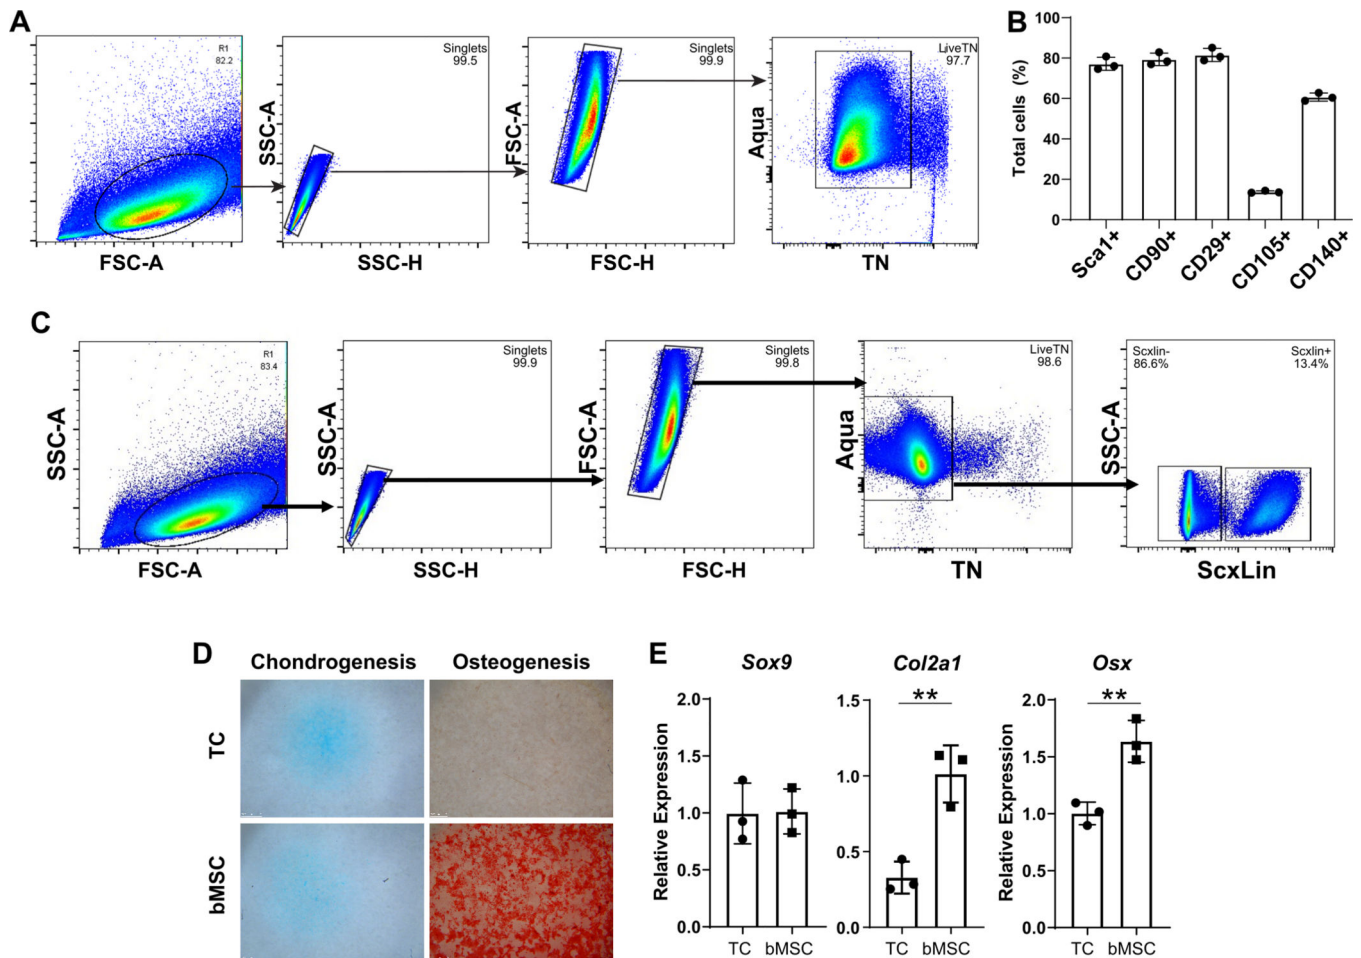 A
R1
82.2
FSC-A
Singlets
99.5
SSC-A
SSC-H
Singlets
99.9
FSC-A
FSC-H
LiveTN
97.7
Aqua
TN
B
Total cells (%)
100
80
60
40
20
0
Sca1+
CD90+
CD29+
CD105+
CD140+
C
R1
83.4
SSC-A
FSC-A
Singlets
99.9
SSC-A
SSC-H
Singlets
99.8
FSC-A
FSC-H
LiveTN
98.6
Aqua
TN
Scxlin-
86.6%
Scxlin+
13.4%
SSC-A
ScxLin
D
Chondrogenesis
Osteogenesis
TC
bMSC
E
Sox9
Relative Expression
2.0
1.5
1.0
0.5
0.0
TC
bMSC
Col2a1
**
1.5
1.0
0.5
0.0
TC
bMSC
Osx
**
Relative Expression
2.0
1.5
1.0
0.5
0.0
TC
bMSC